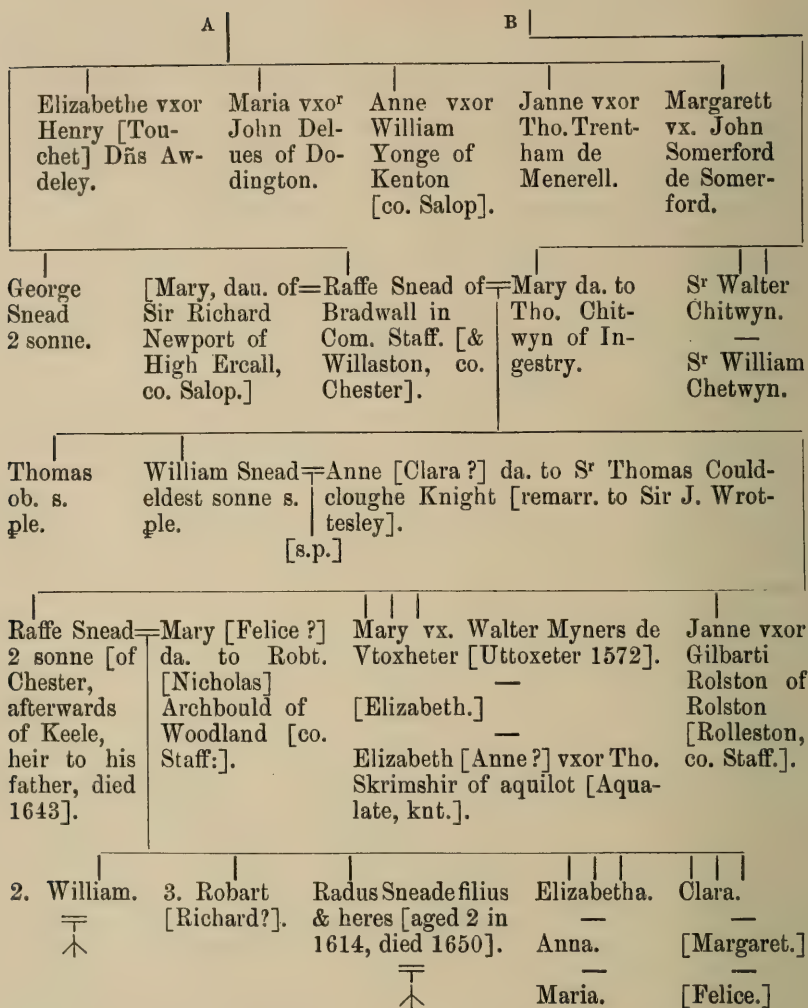 A
B
Elizabethe vxor
Henry [Tou-
chet] Dñs Aw-
deley.
Maria vxoʳ
John Del-
ues of Do-
dington.
Anne vxor
William
Yonge of
Kenton
[co. Salop].
Janne vxor
Tho. Trent-
ham de
Menerell.
Margarett
vx. John
Somerford
de Somer-
ford.
George
Snead
2 sonne.
[Mary, dau. of
Sir Richard
Newport of
High Ercall,
co. Salop.]
=Raffe Snead of=
Bradwall in
Com. Staff. [&
Willaston, co.
Chester].
Mary da. to
Tho. Chit-
wyn of In-
gestry.
Sʳ Walter
Chitwyn.
—
Sʳ William
Chetwyn.
Thomas
ob. s.
ꝑle.
William Snead=
eldest sonne s.
ꝑle.
Anne [Clara ?] da. to Sʳ Thomas Could-
cloughe Knight [remarr. to Sir J. Wrot-
tesley].
[s.p.]
Raffe Snead=
2 sonne [of
Chester,
afterwards
of Keele,
heir to his
father, died
1643].
Mary [Felice ?]
da. to Robt.
[Nicholas]
Archbould of
Woodland [co.
Staff:].
Mary vx. Walter Myners de
Vtoxheter [Uttoxeter 1572].
—
[Elizabeth.]
—
Elizabeth [Anne ?] vxor Tho.
Skrimshir of aquilot [Aqua-
late, knt.].
Janne vxor
Gilbarti
Rolston of
Rolston
[Rolleston,
co. Staff.].
2. William.
3. Robart
[Richard?].
Radus Sneade filius
& heres [aged 2 in
1614, died 1650].
Elizabetha.
—
Anna.
—
Maria.
Clara.
—
[Margaret.]
—
[Felice.]